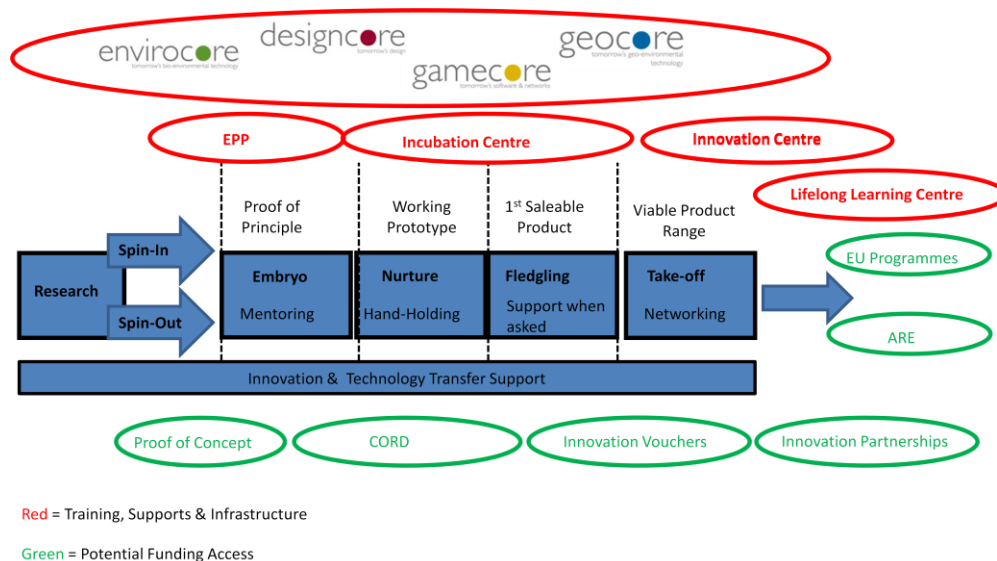 envirocore
tomorrow's bio-environmental technology
designcore
tomorrow's design
gamecore
tomorrow's software & networks
geocore
tomorrow's geo-environmental
technology
EPP
Incubation Centre
Innovation Centre
Lifelong Learning Centre
Proof of
Principle
Working
Prototype
1st Saleable
Product
Viable Product
Range
Research
Spin-In
Spin-Out
Embryo
Mentoring
Nurture
Hand-Holding
Fledgling
Support when
asked
Take-off
Networking
EU Programmes
ARE
Innovation & Technology Transfer Support
Proof of Concept
CORD
Innovation Vouchers
Innovation Partnerships
Red = Training, Supports & Infrastructure
Green = Potential Funding Access